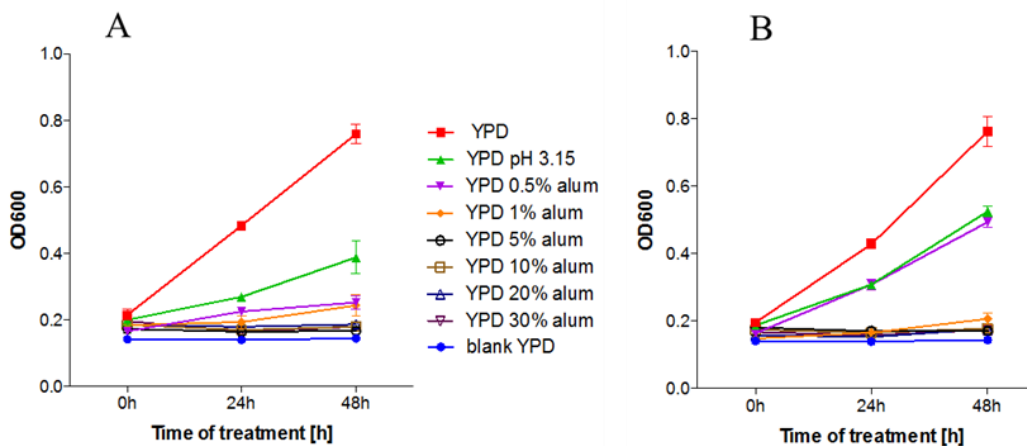 A
1.0
0.8
0.6
0.4
0.2
0.0
OD600
0h
24h
48h
Time of treatment [h]
YPD
YPD pH 3.15
YPD 0.5% alum
YPD 1% alum
YPD 5% alum
YPD 10% alum
YPD 20% alum
YPD 30% alum
blank YPD
B
1.0
0.8
0.6
0.4
0.2
0.0
OD600
0h
24h
48h
Time of treatment [h]